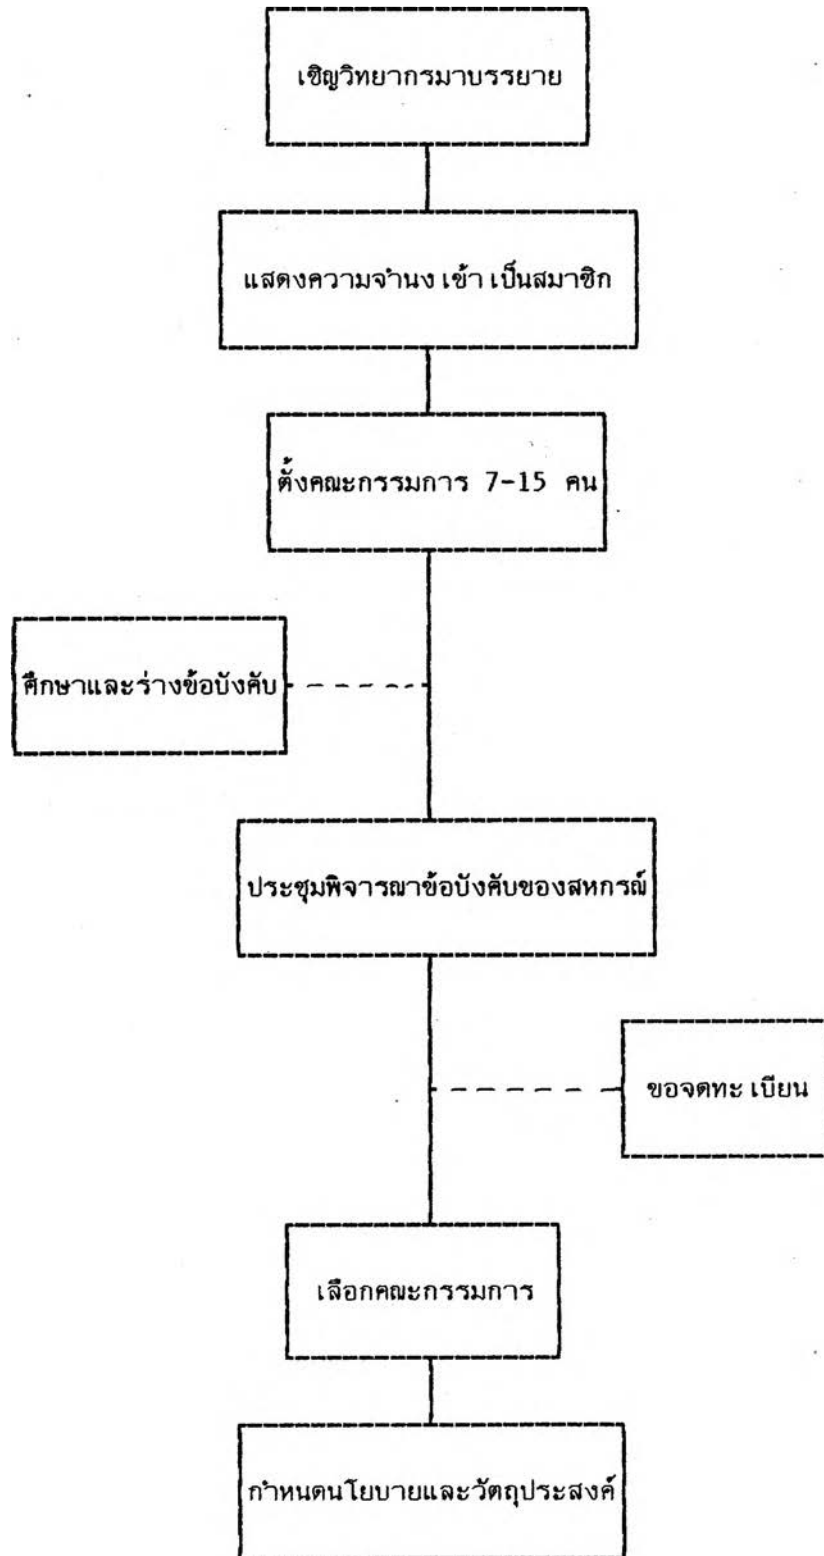 เชิญวิทยากรมาบรรยาย
แสดงความจำนงเข้าเป็นสมาชิก
ตั้งคณะกรรมการ 7-15 คน
ศึกษาและร่างข้อบังคับ
ประชุมพิจารณาข้อบังคับของสหกรณ์
ขอจดทะเบียน
เลือกคณะกรรมการ
กำหนดนโยบายและวัตถุประสงค์